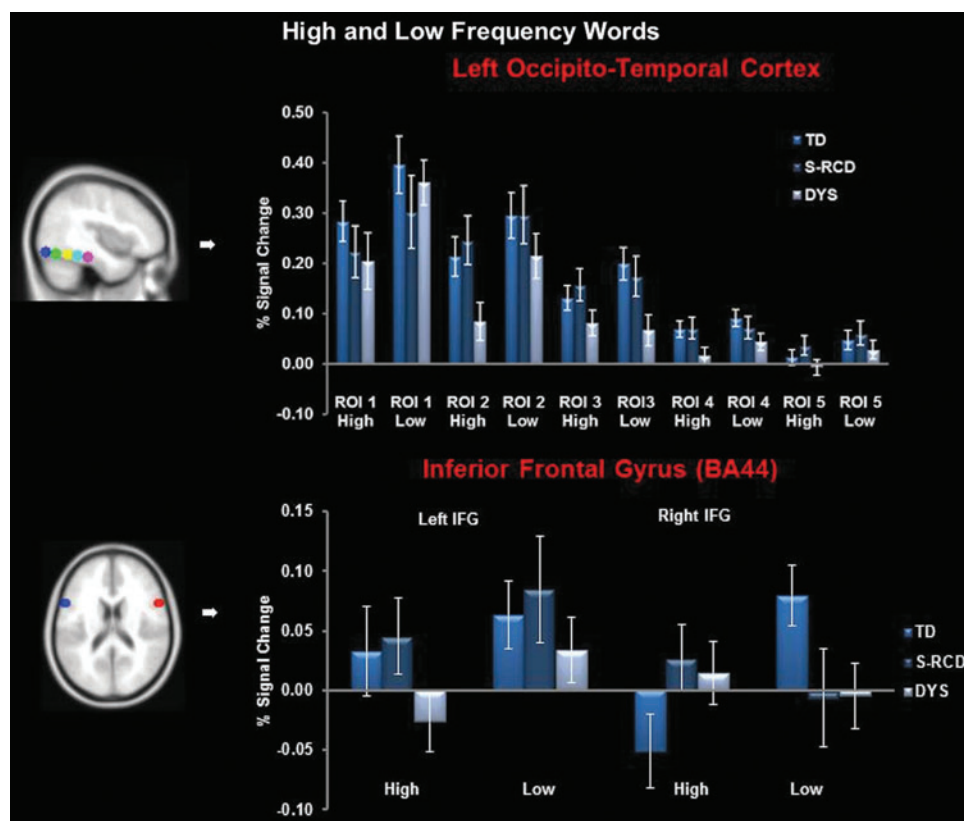 High and Low Frequency Words
Left Occipito-Temporal Cortex
% Signal Change
0.50
0.40
0.30
0.20
0.10
0.00
-0.10
TD
S-RCD
DYS
ROI 1 ROI 1 ROI 2 ROI 2 ROI 3 ROI3 ROI 4 ROI 4 ROI 5 ROI 5
High Low High Low High Low High Low High Low
Inferior Frontal Gyrus (BA44)
% Signal Change
0.15
0.10
0.05
0.00
-0.05
-0.10
Left IFG Right IFG
TD
S-RCD
DYS
High Low High Low